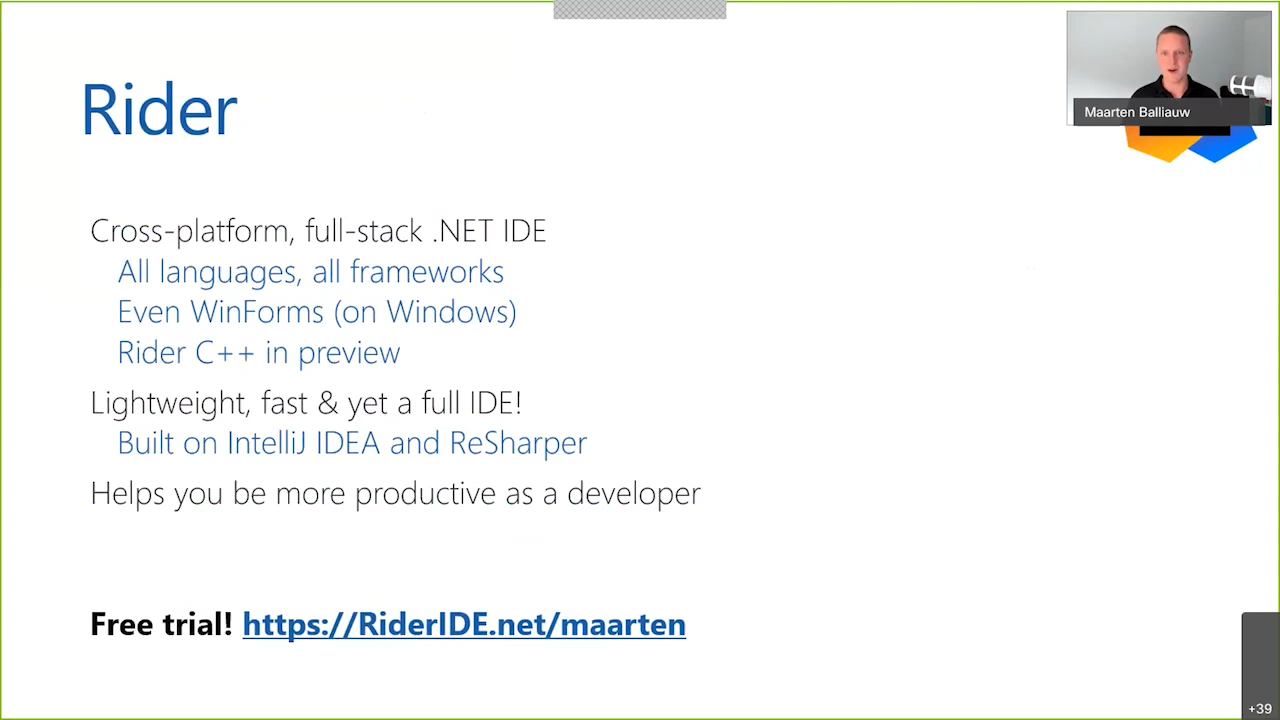 Rider
Maarten Balliauw
Cross-platform, full-stack .NET IDE
All languages, all frameworks
Even WinForms (on Windows)
Rider C++ in preview
Lightweight, fast & yet a full IDE!
Built on IntelliJ IDEA and ReSharper
Helps you be more productive as a developer
Free trial! https://RiderIDE.net/maarten
+39